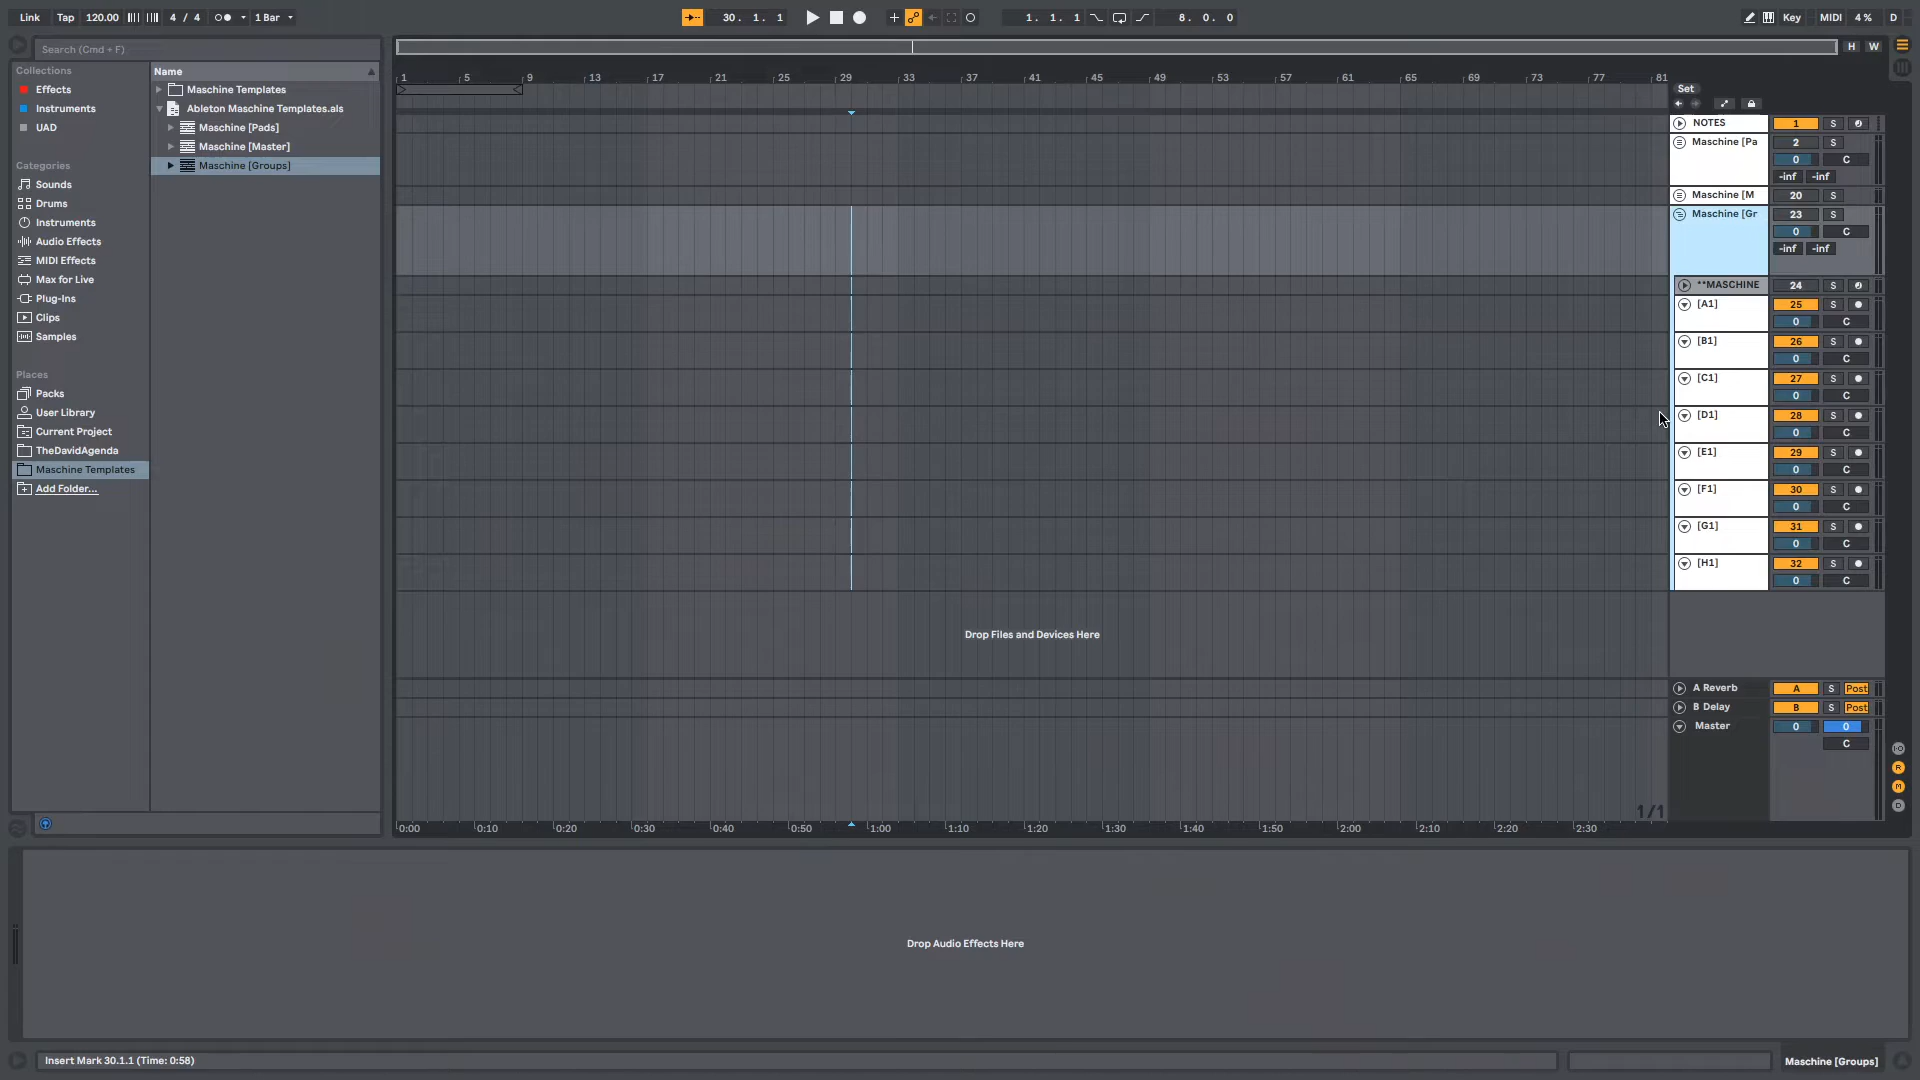 Link Tap 120.00 4 / 4 1 Bar 30. 1. 1 1. 1. 1 8. 0. 0 Key MIDI 4 % D
Search (Cmd + F)
H W
Collections
Effects
Instruments
UAD
Categories
Sounds
Drums
Instruments
Audio Effects
MIDI Effects
Max for Live
Plug-Ins
Clips
Samples
Places
Packs
User Library
Current Project
TheDavidAgenda
Maschine Templates
Add Folder...
Name
Maschine Templates
Ableton Maschine Templates.als
Maschine [Pads]
Maschine [Master]
Maschine [Groups]
1 5 9 13 17 21 25 29 33 37 41 45 49 53 57 61 65 69 73 77 81
Set
NOTES 1 S
Maschine [Pa 2 S
0 C
-inf -inf
Maschine [M 20 S
Maschine [Gr 23 S
0 C
-inf -inf
**MASCHINE 24 S
[A1] 25 S
0 C
[B1] 26 S
0 C
[C1] 27 S
0 C
[D1] 28 S
0 C
[E1] 29 S
0 C
[F1] 30 S
0 C
[G1] 31 S
0 C
[H1] 32 S
0 C
Drop Files and Devices Here
A Reverb A S Post
B Delay B S Post
Master 0 0
C
I·O
R
M
D
1/1
0:00 0:10 0:20 0:30 0:40 0:50 1:00 1:10 1:20 1:30 1:40 1:50 2:00 2:10 2:20 2:30
Drop Audio Effects Here
Insert Mark 30.1.1 (Time: 0:58)
Maschine [Groups]